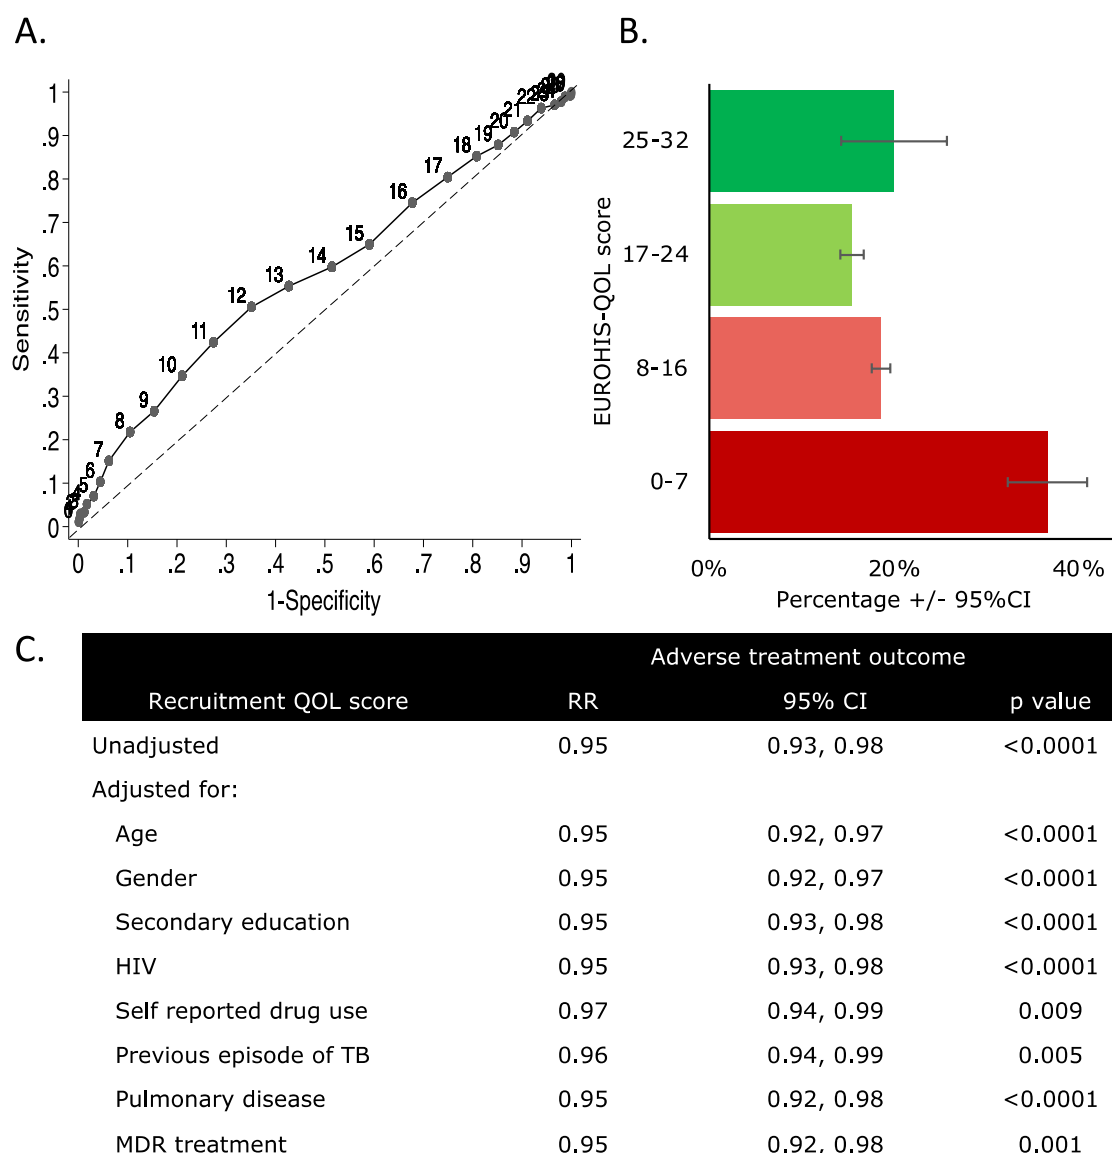 A.
B.
1
.9
.8
.7
.6
.5
.4
.3
.2
.1
0
Sensitivity
5
6
7
8
9
10
11
12
13
14
15
16
17
18
19
20
21
22
0 .1 .2 .3 .4 .5 .6 .7 .8 .9 1
1-Specificity
EUROHIS-QOL score
25-32
17-24
8-16
0-7
0% 20% 40%
Percentage +/- 95%CI
C.
Adverse treatment outcome
Recruitment QOL score RR 95% CI p value
Unadjusted 0.95 0.93, 0.98 <0.0001
Adjusted for:
Age 0.95 0.92, 0.97 <0.0001
Gender 0.95 0.92, 0.97 <0.0001
Secondary education 0.95 0.93, 0.98 <0.0001
HIV 0.95 0.93, 0.98 <0.0001
Self reported drug use 0.97 0.94, 0.99 0.009
Previous episode of TB 0.96 0.94, 0.99 0.005
Pulmonary disease 0.95 0.92, 0.98 <0.0001
MDR treatment 0.95 0.92, 0.98 0.001